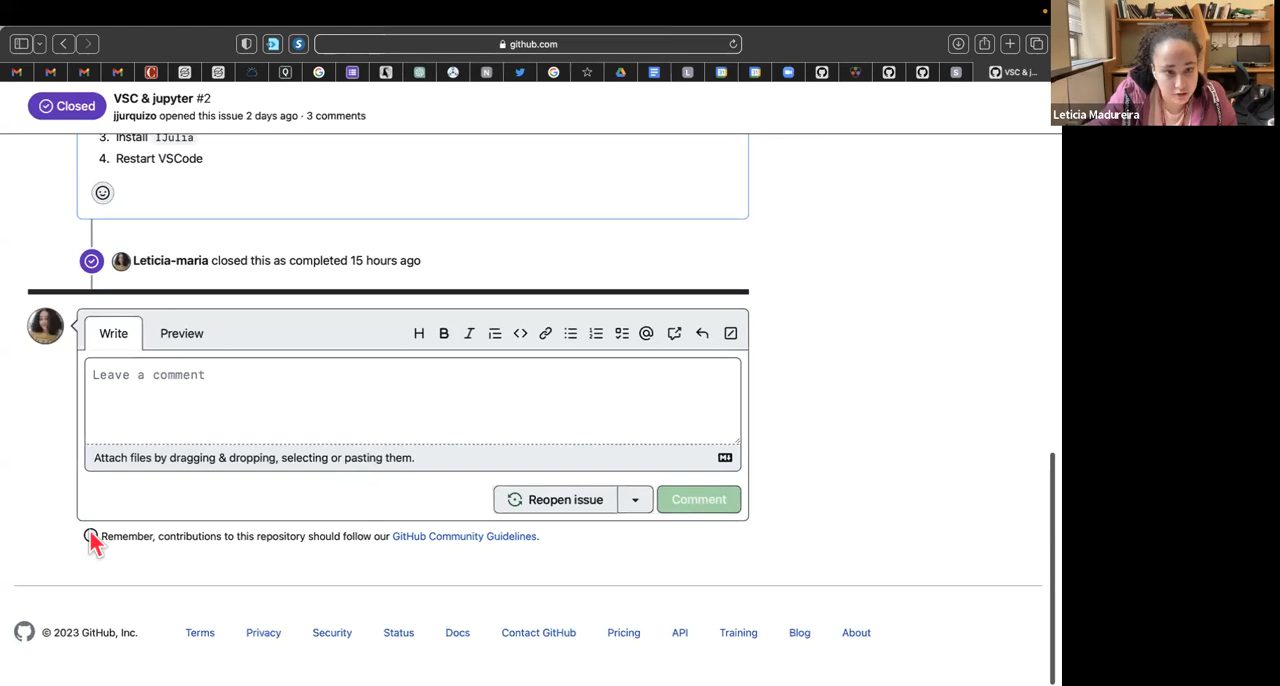 github.com
VSC & j...
Closed
VSC & jupyter #2
jjurquizo opened this issue 2 days ago · 3 comments
Leticia Madureira
3. Install IJulia
4. Restart VSCode
Leticia-maria closed this as completed 15 hours ago
Write
Preview
Leave a comment
Attach files by dragging & dropping, selecting or pasting them.
Reopen issue
Comment
Remember, contributions to this repository should follow our GitHub Community Guidelines.
© 2023 GitHub, Inc.
Terms
Privacy
Security
Status
Docs
Contact GitHub
Pricing
API
Training
Blog
About